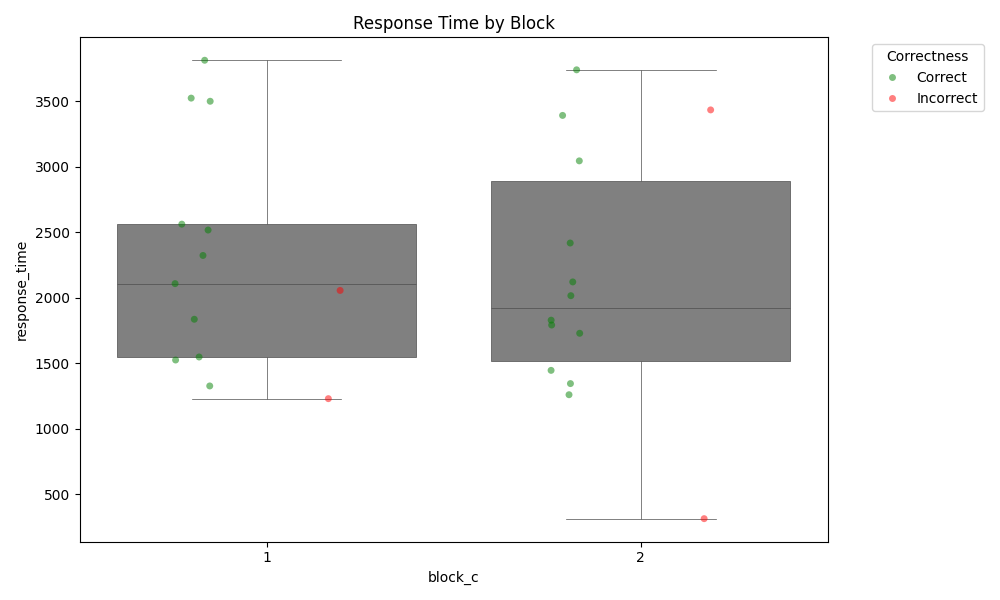 Response Time by Block
Correctness
Correct
Incorrect
3500
3000
2500
2000
1500
1000
500
response_time
1
2
block_c